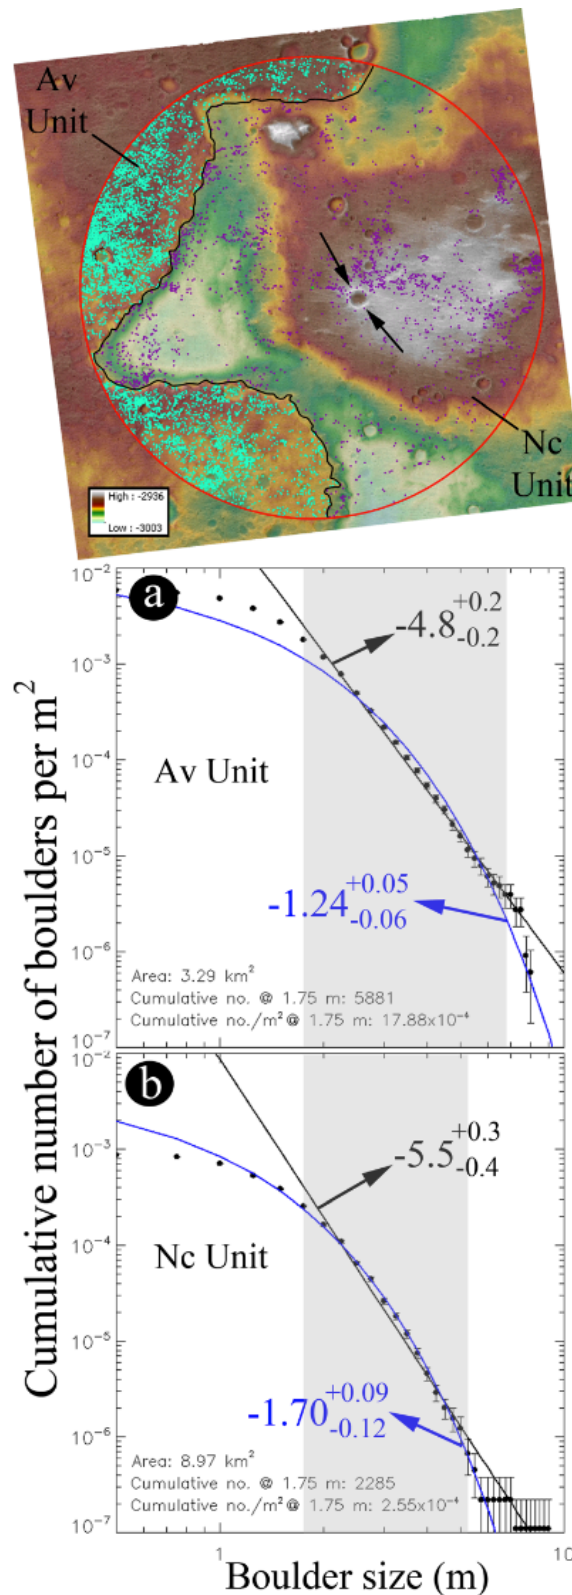 Av
Unit
Nc
Unit
High : -2936
Low : -3003
Cumulative number of boulders per m²
a
10⁻²
10⁻³
10⁻⁴
10⁻⁵
10⁻⁶
10⁻⁷
-4.8 +0.2 -0.2
Av Unit
-1.24 +0.05 -0.06
Area: 3.29 km²
Cumulative no. @ 1.75 m: 5881
Cumulative no./m²@ 1.75 m: 17.88x10⁻⁴
b
10⁻²
10⁻³
10⁻⁴
10⁻⁵
10⁻⁶
10⁻⁷
-5.5 +0.3 -0.4
Nc Unit
-1.70 +0.09 -0.12
Area: 8.97 km²
Cumulative no. @ 1.75 m: 2285
Cumulative no./m²@ 1.75 m: 2.55x10⁻⁴
1
10
Boulder size (m)